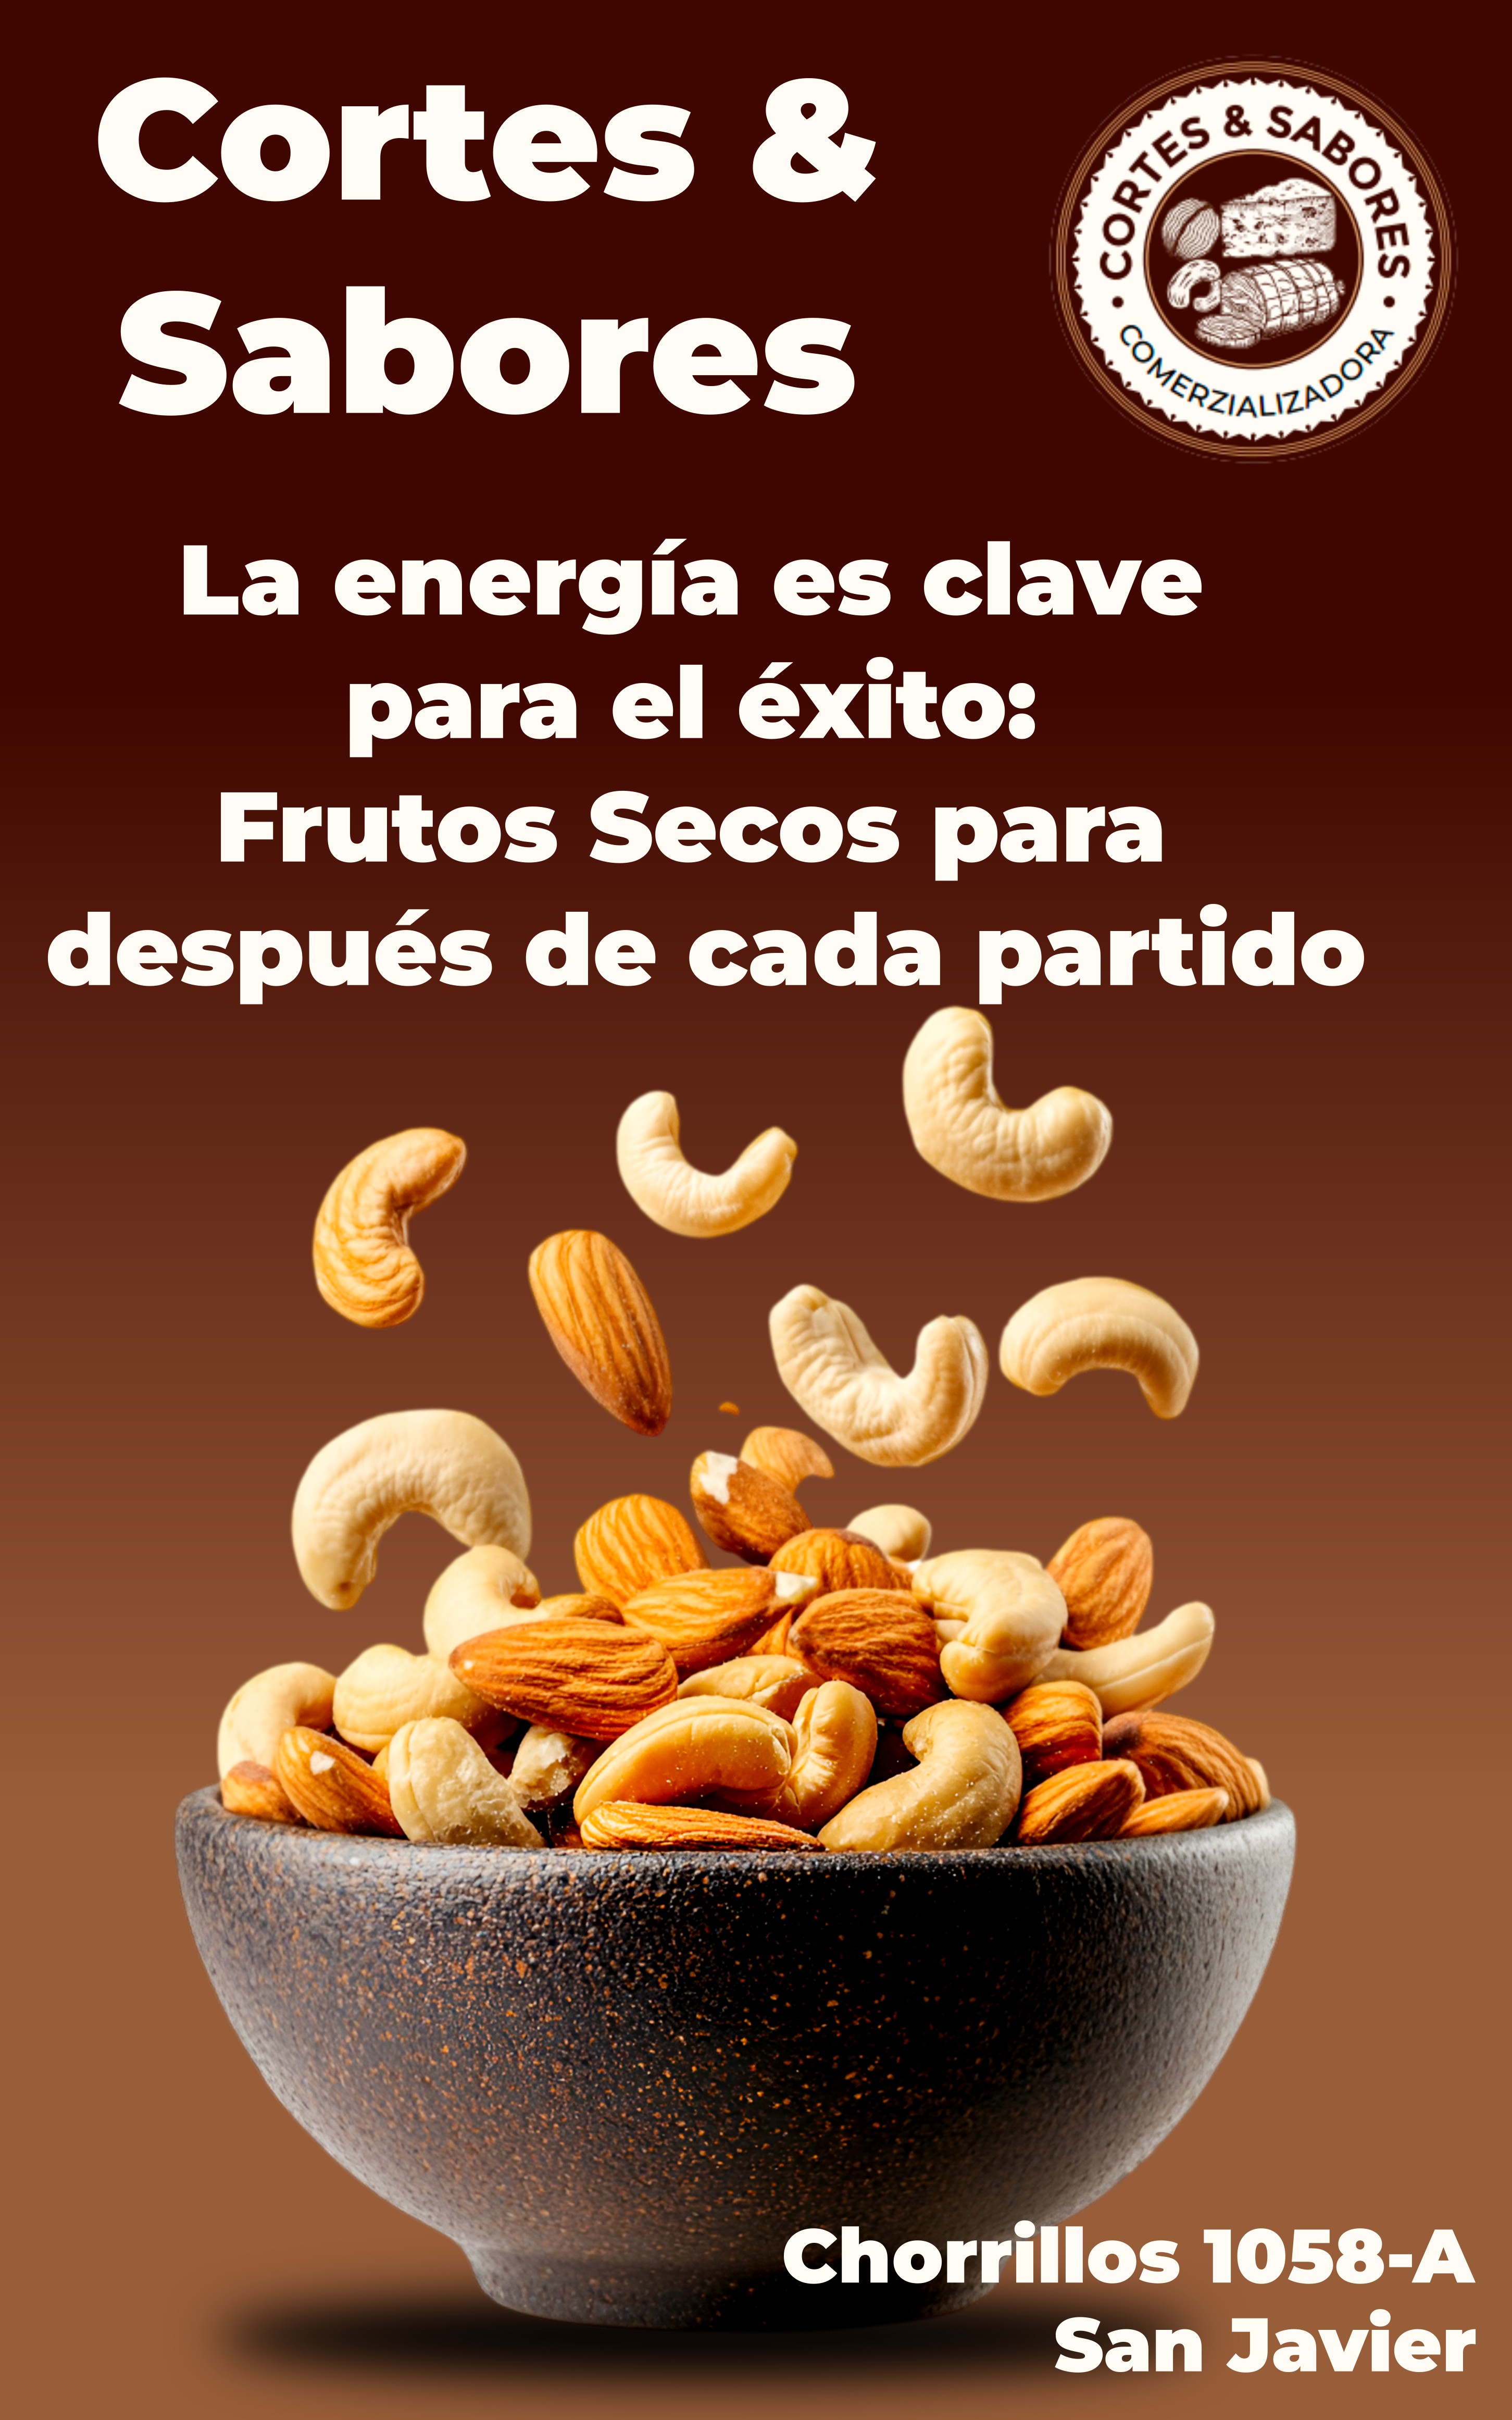 Cortes &
Sabores
CORTES & SABORES
COMERZIALIZADORA
La energía es clave
para el éxito:
Frutos Secos para
después de cada partido
Chorrillos 1058-A
San Javier